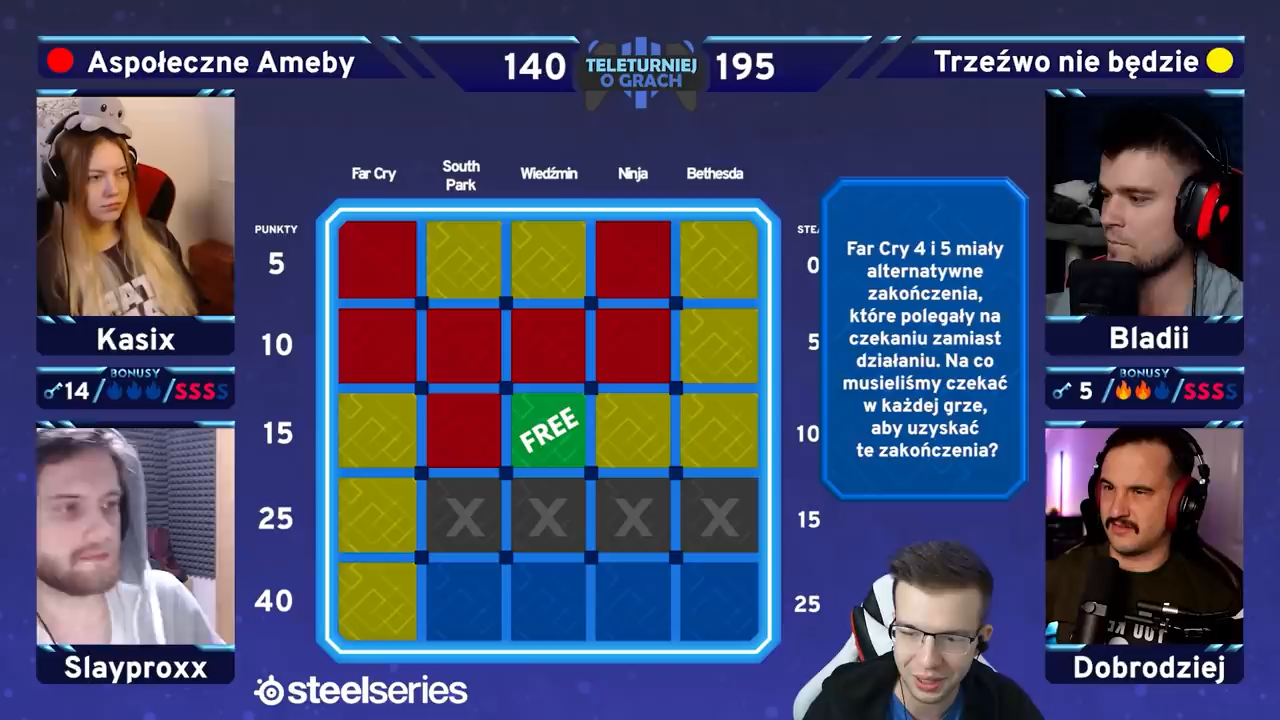 Aspołeczne Ameby
140
TELETURNIEJ
O GRACH
195
Trzeźwo nie będzie
Far Cry
South
Park
Wiedźmin
Ninja
Bethesda
PUNKTY
5
10
15
25
40
FREE
X X X X
STEA
0
5
10
15
25
Far Cry 4 i 5 miały
alternatywne
zakończenia,
które polegały na
czekaniu zamiast
działaniu. Na co
musieliśmy czekać
w każdej grze,
aby uzyskać
te zakończenia?
Kasix
BONUSY
14 / / SSSS
Slayproxx
Bladii
BONUSY
5 / / SSSS
Dobrodziej
steelseries